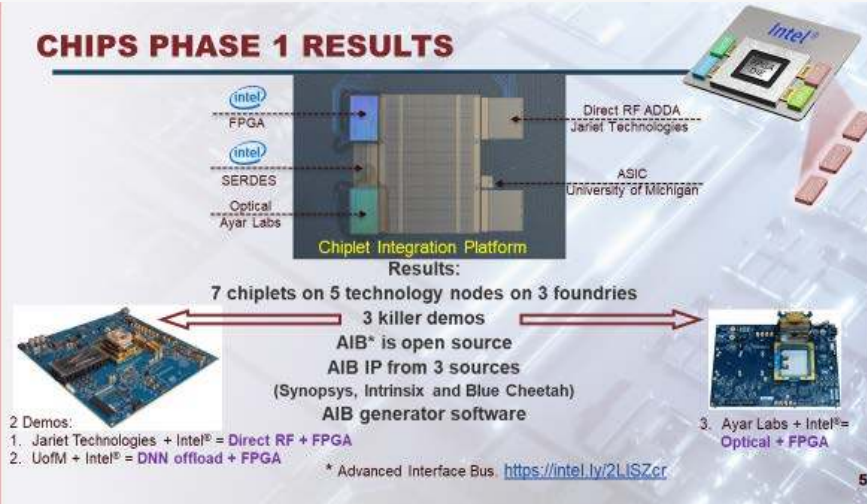 CHIPS PHASE 1 RESULTS
Intel®
FPGA
DIE
intel
FPGA
intel
SERDES
Optical
Ayar Labs
Direct RF ADDA
Jariet Technologies
ASIC
University of Michigan
Chiplet Integration Platform
Results:
7 chiplets on 5 technology nodes on 3 foundries
3 killer demos
AIB* is open source
AIB IP from 3 sources
(Synopsys, Intrinsix and Blue Cheetah)
AIB generator software
2 Demos:
1. Jariet Technologies + Intel® = Direct RF + FPGA
2. UofM + Intel® = DNN offload + FPGA
3. Ayar Labs + Intel®=
Optical + FPGA
* Advanced Interface Bus. https://intel.ly/2LISZcr
5